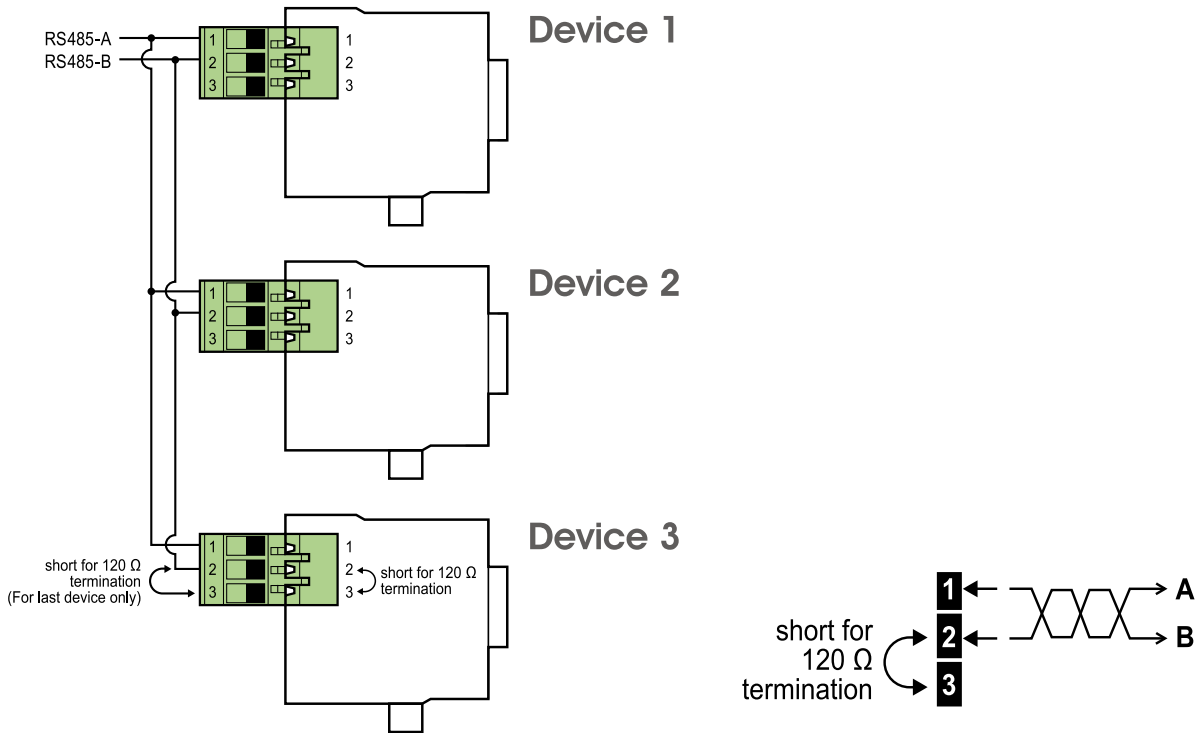 Device 1
RS485-A
RS485-B
1
2
3
1
2
3
Device 2
1
2
3
1
2
3
Device 3
1
2
3
1
2
3
short for 120 Ω
termination
(For last device only)
short for 120 Ω
termination
1
2
3
A
B
short for
120 Ω
termination